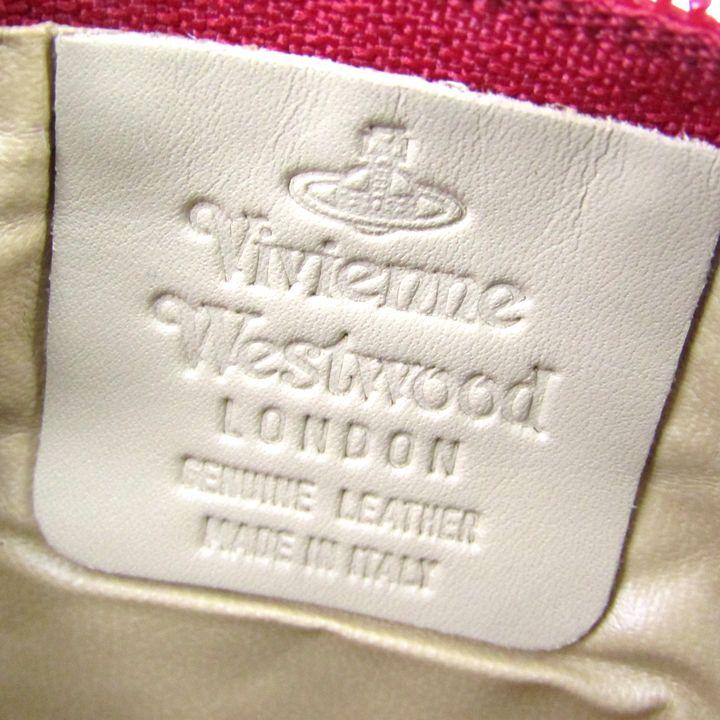 Vivienne
Westwood
LONDON
GENUINE LEATHER
MADE IN ITALY